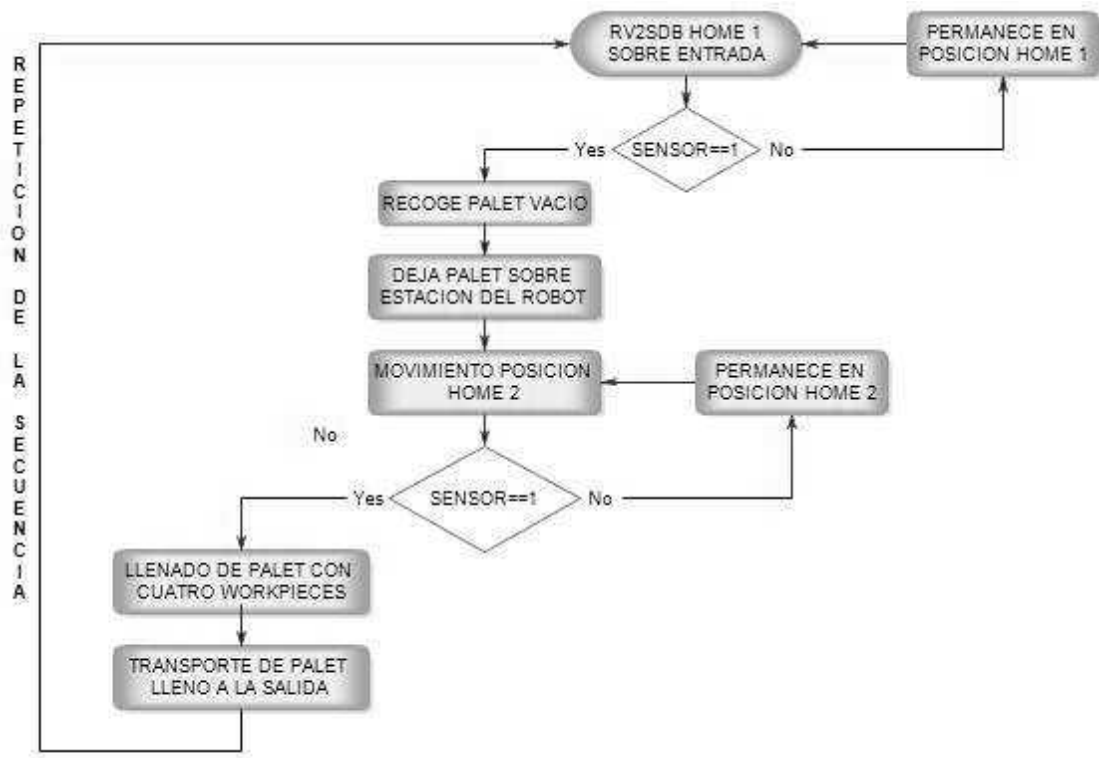 RV2SDB HOME 1
SOBRE ENTRADA
PERMANECE EN
POSICION HOME 1
Yes
SENSOR==1
No
RECOGE PALET VACIO
DEJA PALET SOBRE
ESTACION DEL ROBOT
MOVIMIENTO POSICION
HOME 2
PERMANECE EN
POSICION HOME 2
No
Yes
SENSOR==1
No
LLENADO DE PALET CON
CUATRO WORKPIECES
TRANSPORTE DE PALET
LLENO A LA SALIDA
REPETICION DE LA SECUENCIA